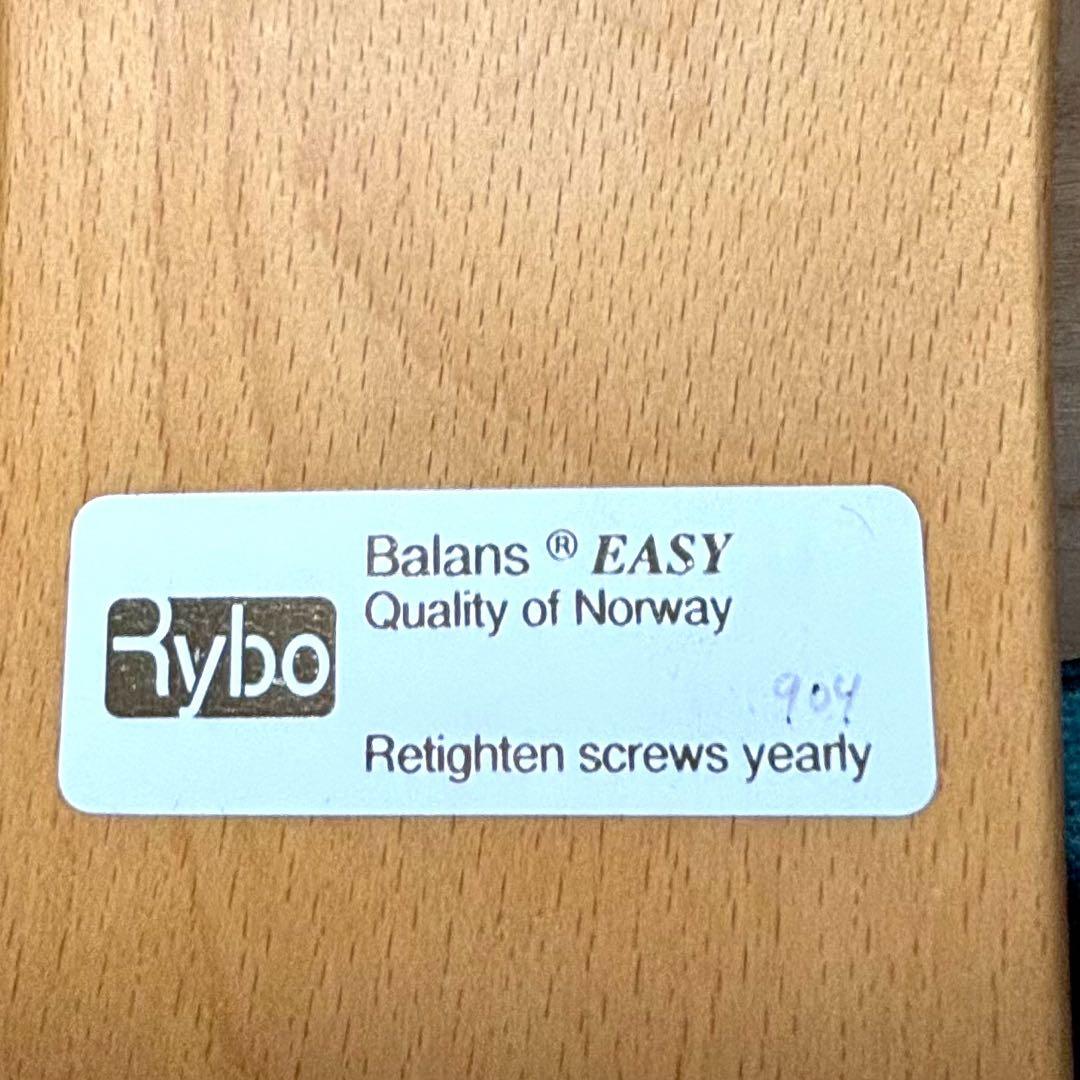 Balans ® EASY
Quality of Norway
Rybo
904
Retighten screws yearly